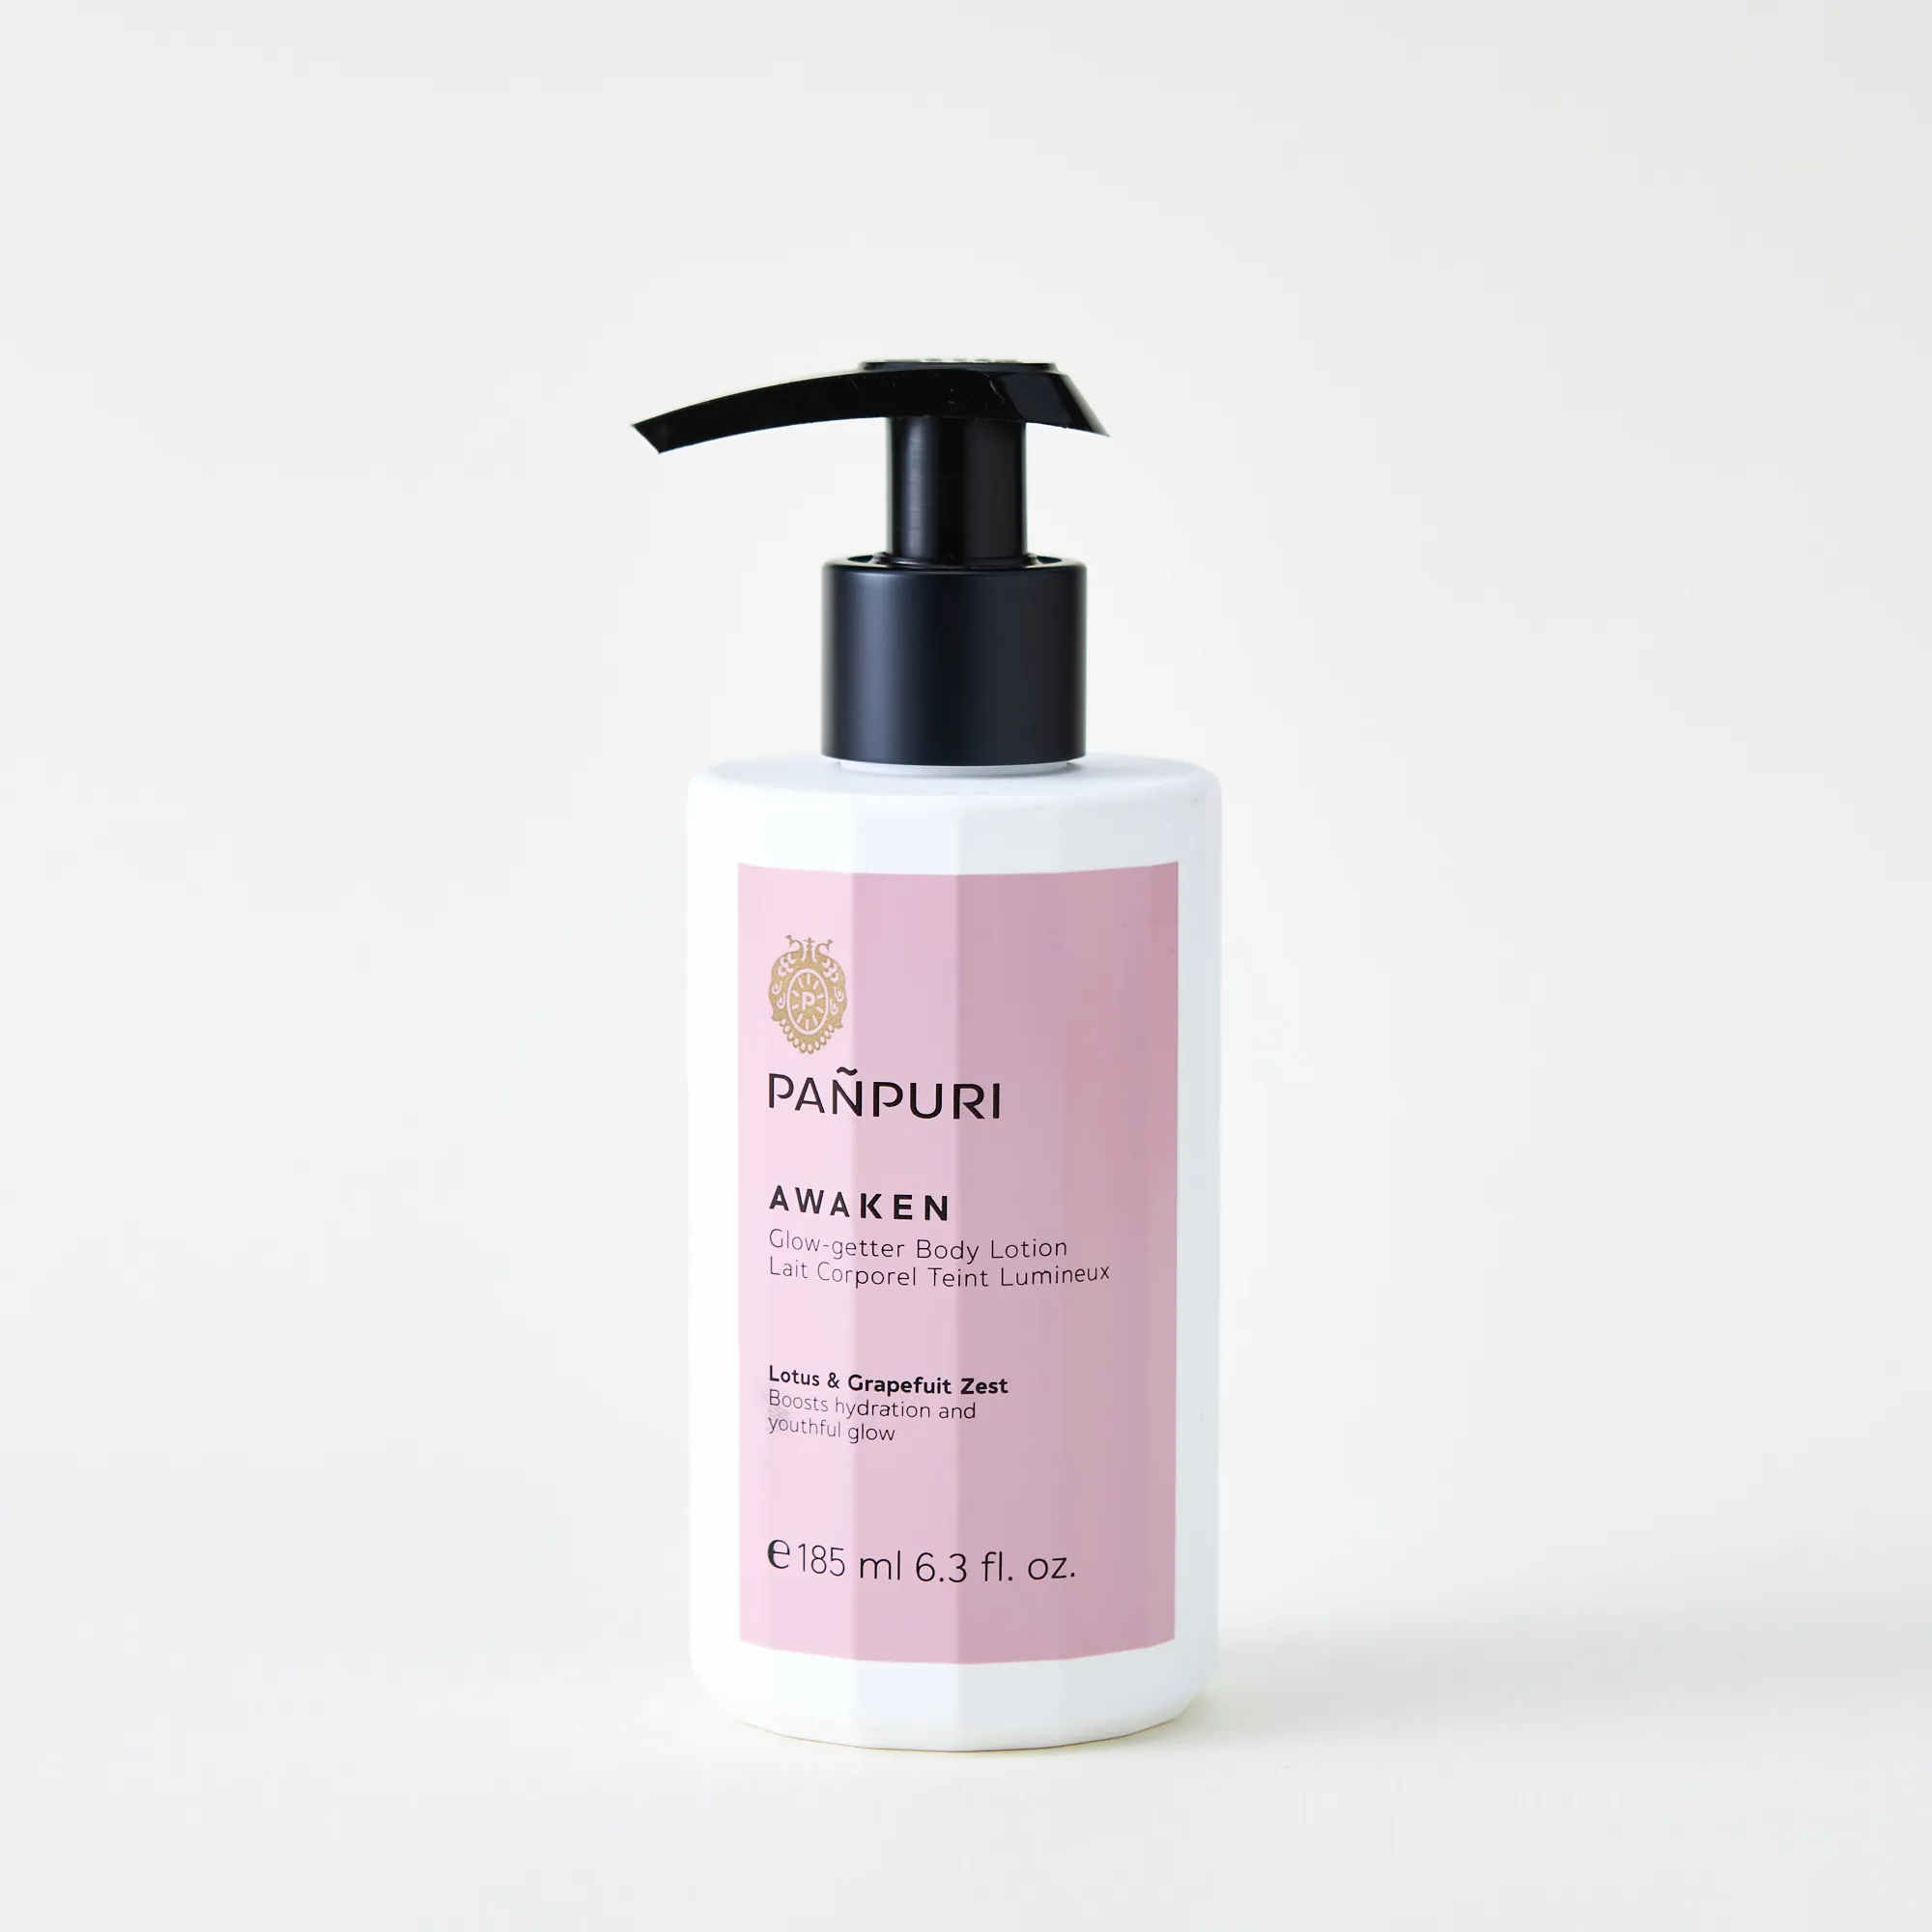 P
PAÑPURI
AWAKEN
Glow-getter Body Lotion
Lait Corporel Teint Lumineux
Lotus & Grapefuit Zest
Boosts hydration and
youthful glow
℮185 ml 6.3 fl. oz.